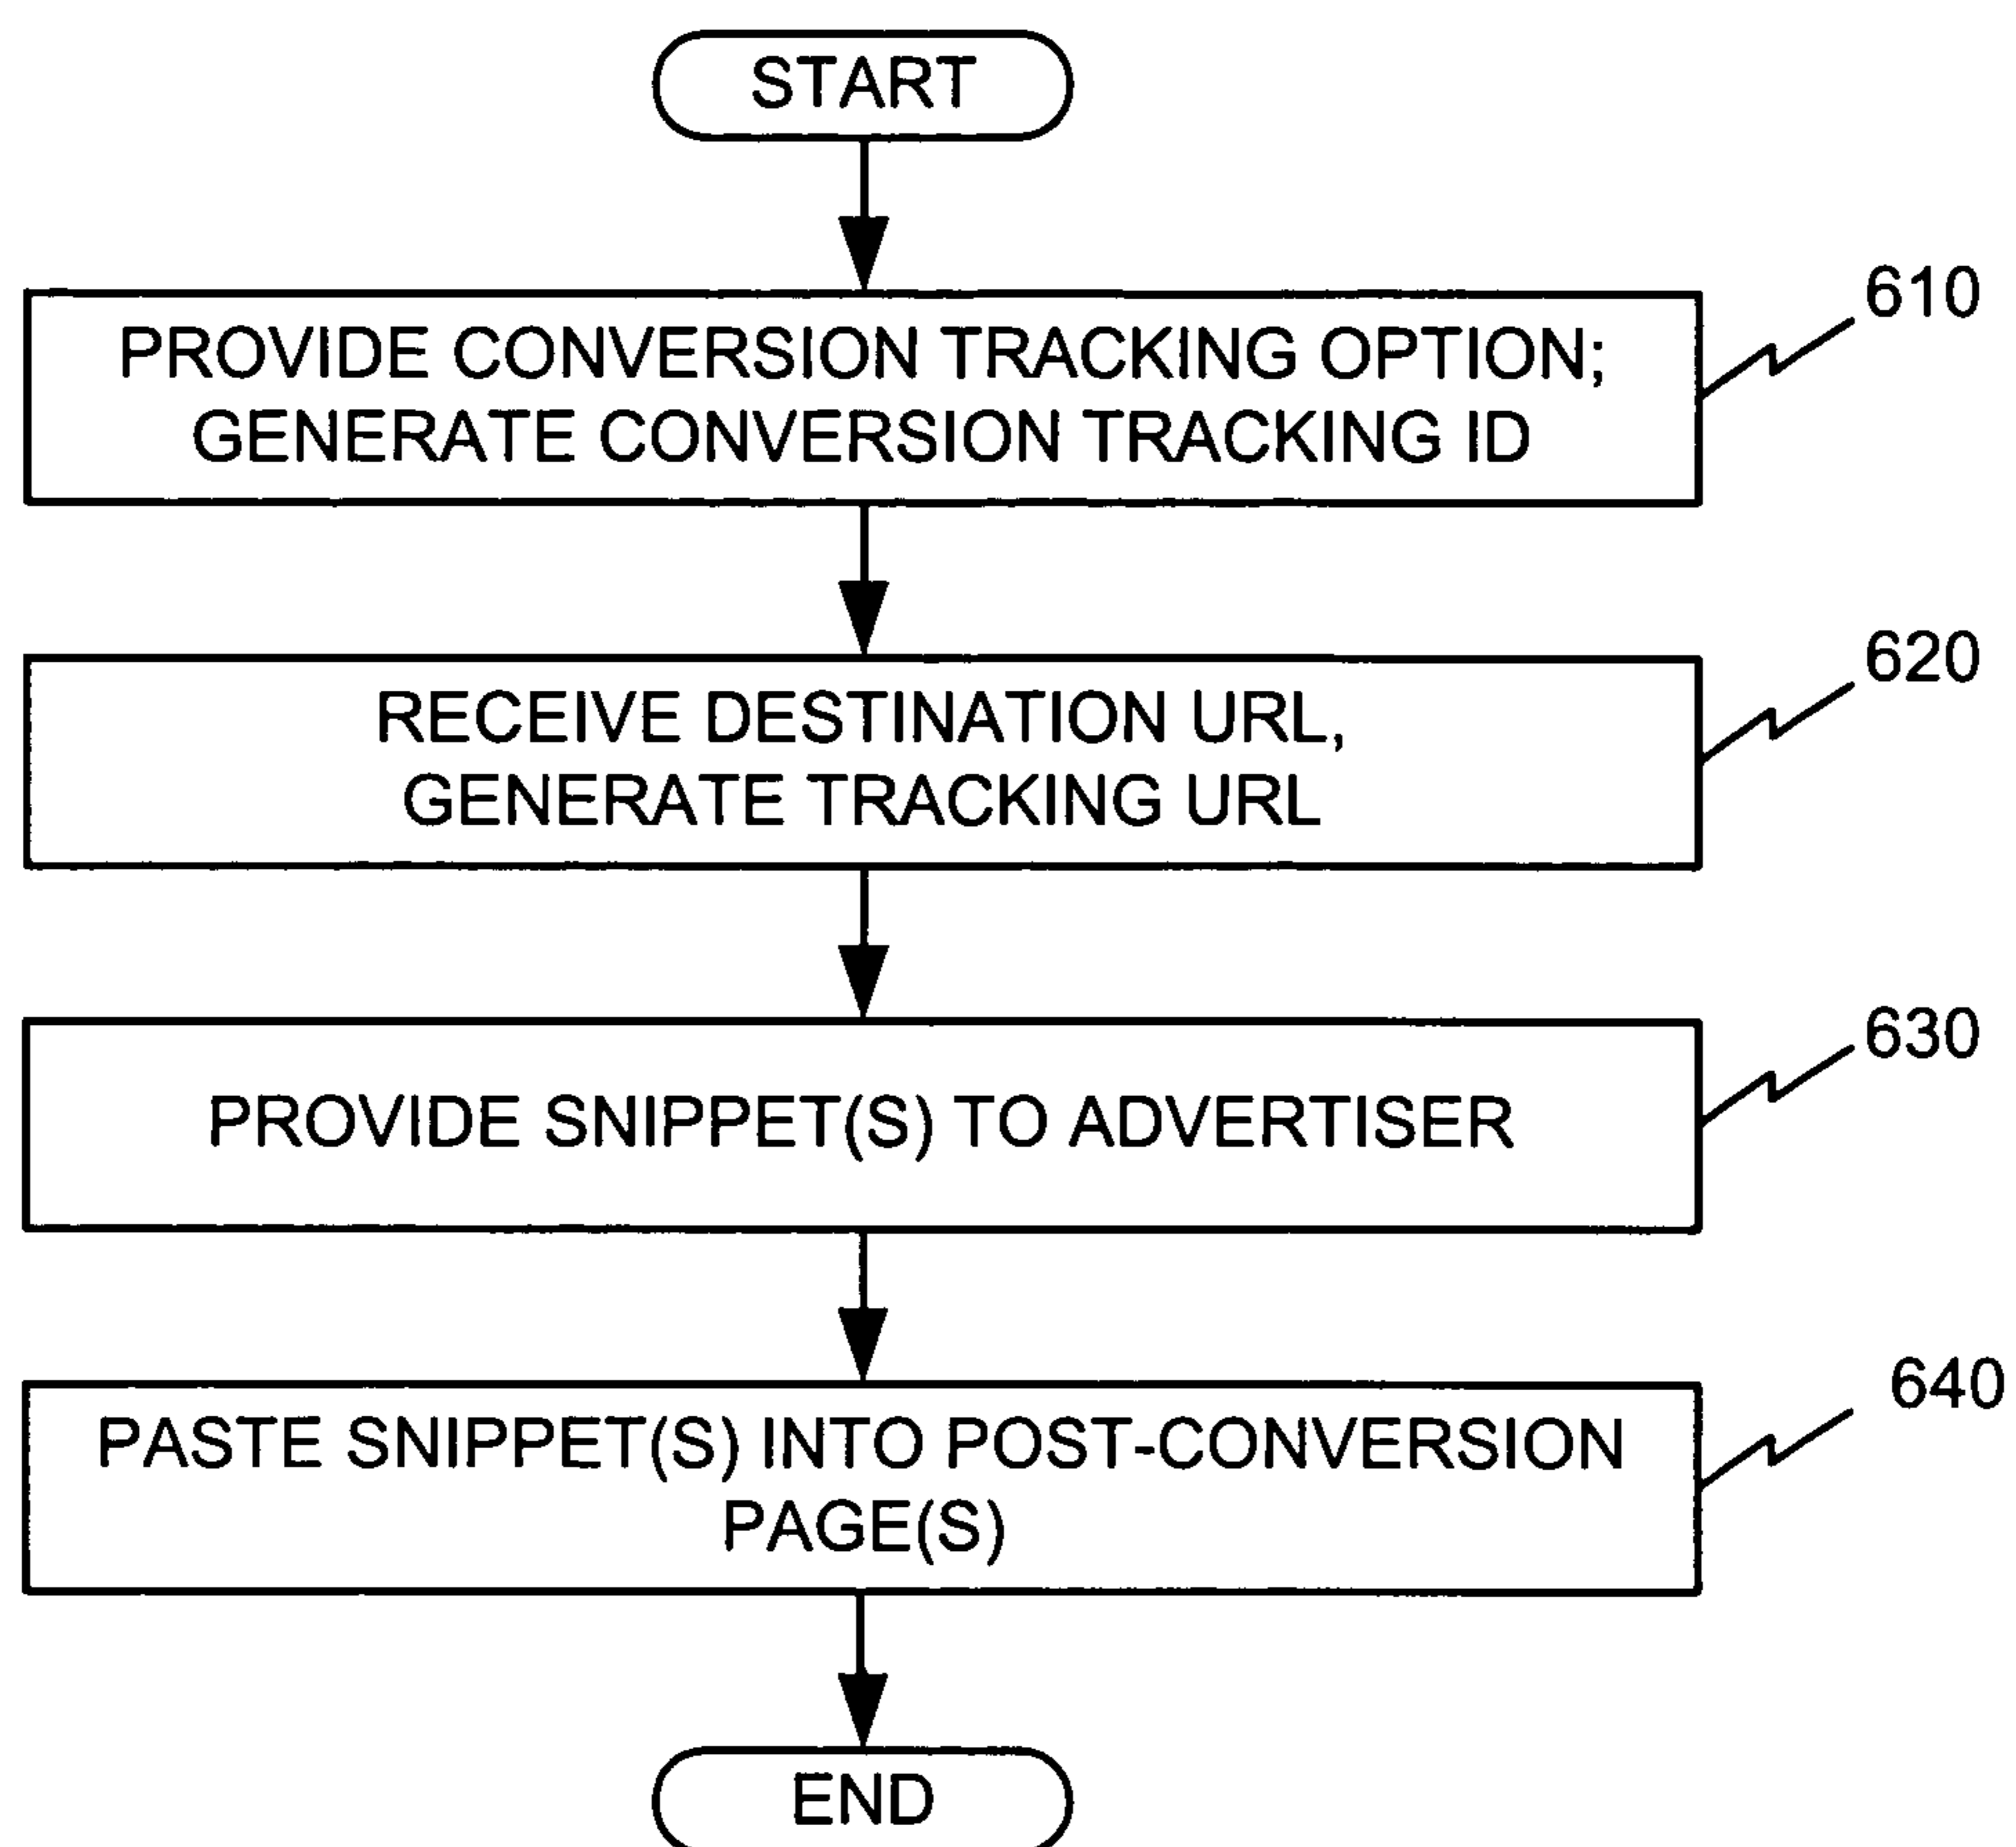 START
610
PROVIDE CONVERSION TRACKING OPTION;
GENERATE CONVERSION TRACKING ID
620
RECEIVE DESTINATION URL,
GENERATE TRACKING URL
630
PROVIDE SNIPPET(S) TO ADVERTISER
640
PASTE SNIPPET(S) INTO POST-CONVERSION
PAGE(S)
END